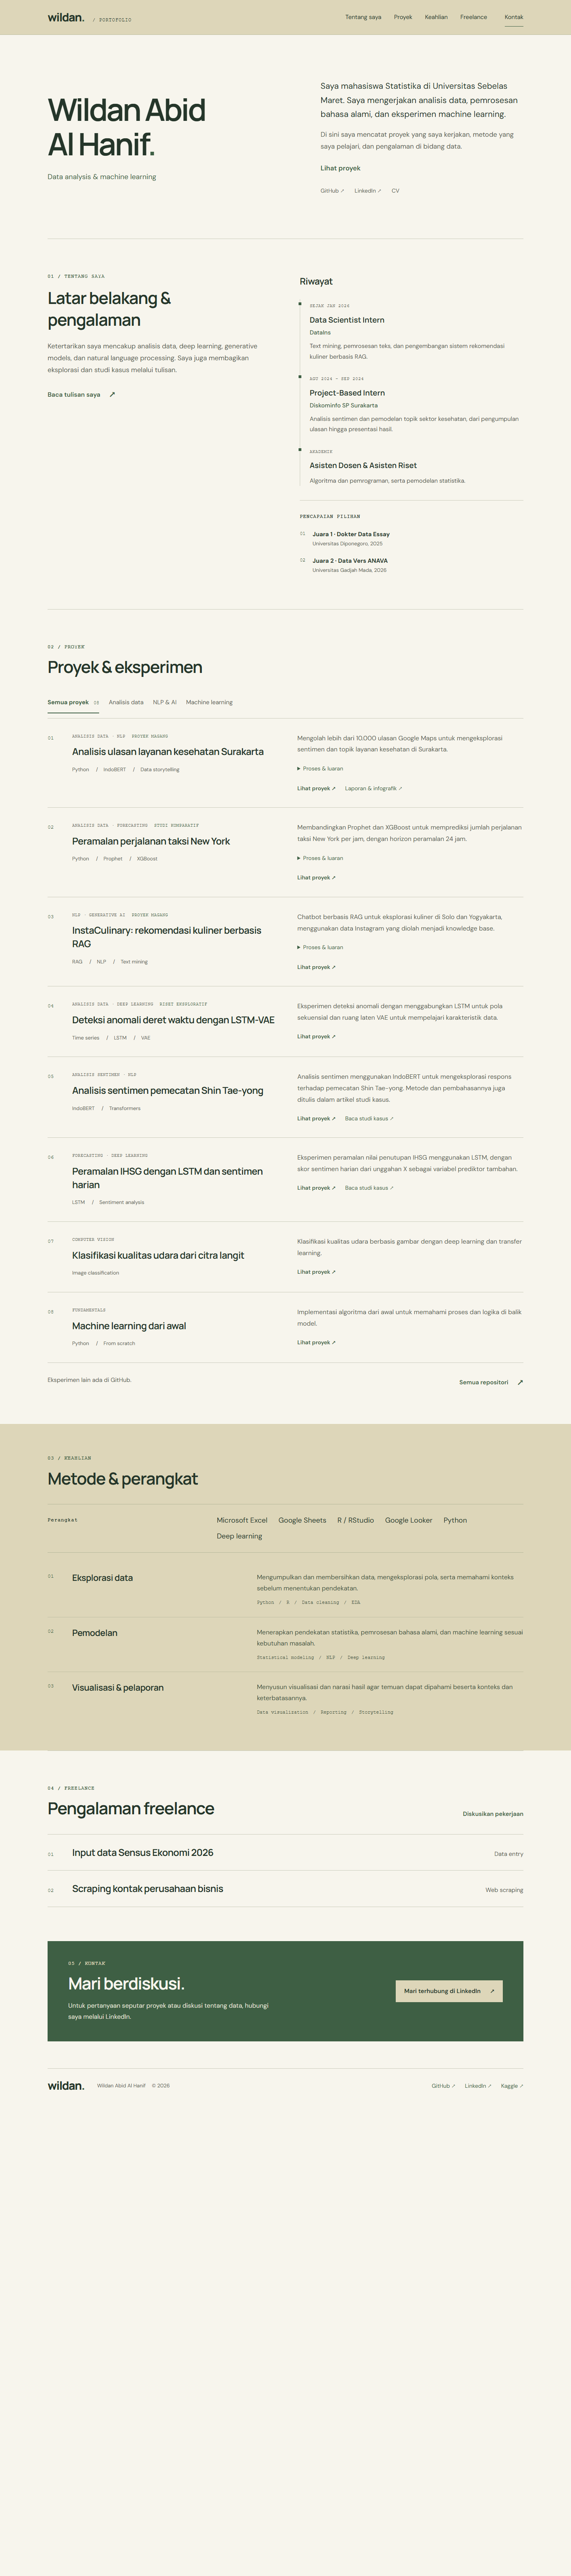 wildan. / PORTOFOLIO
Tentang saya Proyek Keahlian Freelance Kontak
Wildan Abid
Al Hanif.
Data analysis & machine learning
Saya mahasiswa Statistika di Universitas Sebelas
Maret. Saya mengerjakan analisis data, pemrosesan
bahasa alami, dan eksperimen machine learning.
Di sini saya mencatat proyek yang saya kerjakan, metode yang
saya pelajari, dan pengalaman di bidang data.
Lihat proyek
GitHub ↗ LinkedIn ↗ CV
01 / TENTANG SAYA
Latar belakang &
pengalaman
Ketertarikan saya mencakup analisis data, deep learning, generative
models, dan natural language processing. Saya juga membagikan
eksplorasi dan studi kasus melalui tulisan.
Baca tulisan saya ↗
Riwayat
SEJAK JAN 2026
Data Scientist Intern
DataIns
Text mining, pemrosesan teks, dan pengembangan sistem rekomendasi
kuliner berbasis RAG.
AGT 2024 – SEP 2024
Project-Based Intern
Diskominfo SP Surakarta
Analisis sentimen dan pemodelan topik sektor kesehatan, dari pengumpulan
ulasan hingga presentasi hasil.
AKADEMIK
Asisten Dosen & Asisten Riset
Algoritma dan pemrograman, serta pemodelan statistika.
PENCAPAIAN PILIHAN
01 Juara 1 · Dokter Data Essay
Universitas Diponegoro, 2025
02 Juara 2 · Data Vers ANAVA
Universitas Gadjah Mada, 2026
02 / PROYEK
Proyek & eksperimen
Semua proyek 08 Analisis data NLP & AI Machine learning
01
ANALISIS DATA · NLP PROYEK MAGANG
Analisis ulasan layanan kesehatan Surakarta
Python / IndoBERT / Data storytelling
Mengolah lebih dari 10.000 ulasan Google Maps untuk mengeksplorasi
sentimen dan topik layanan kesehatan di Surakarta.
▶ Proses & luaran
Lihat proyek ↗ Laporan & infografik ↗
02
ANALISIS DATA · FORECASTING STUDI KOMPARATIF
Peramalan perjalanan taksi New York
Python / Prophet / XGBoost
Membandingkan Prophet dan XGBoost untuk memprediksi jumlah perjalanan
taksi New York per jam, dengan horizon peramalan 24 jam.
▶ Proses & luaran
Lihat proyek ↗
03
NLP · GENERATIVE AI PROYEK MAGANG
InstaCulinary: rekomendasi kuliner berbasis
RAG
RAG / NLP / Text mining
Chatbot berbasis RAG untuk eksplorasi kuliner di Solo dan Yogyakarta,
menggunakan data Instagram yang diolah menjadi knowledge base.
▶ Proses & luaran
Lihat proyek ↗
04
ANALISIS DATA · DEEP LEARNING RISET EKSPLORATIF
Deteksi anomali deret waktu dengan LSTM-VAE
Time series / LSTM / VAE
Eksperimen deteksi anomali dengan menggabungkan LSTM untuk pola
sekuensial dan ruang laten VAE untuk mempelajari karakteristik data.
Lihat proyek ↗
05
ANALISIS SENTIMEN · NLP
Analisis sentimen pemecatan Shin Tae-yong
IndoBERT / Transformers
Analisis sentimen menggunakan IndoBERT untuk mengeksplorasi respons
terhadap pemecatan Shin Tae-yong. Metode dan pembahasannya juga
ditulis dalam artikel studi kasus.
Lihat proyek ↗ Baca studi kasus ↗
06
FORECASTING · DEEP LEARNING
Peramalan IHSG dengan LSTM dan sentimen
harian
LSTM / Sentiment analysis
Eksperimen peramalan nilai penutupan IHSG menggunakan LSTM, dengan
skor sentimen harian dari unggahan X sebagai variabel prediktor tambahan.
Lihat proyek ↗ Baca studi kasus ↗
07
COMPUTER VISION
Klasifikasi kualitas udara dari citra langit
Image classification
Klasifikasi kualitas udara berbasis gambar dengan deep learning dan transfer
learning.
Lihat proyek ↗
08
FUNDAMENTALS
Machine learning dari awal
Python / From scratch
Implementasi algoritma dari awal untuk memahami proses dan logika di balik
model.
Lihat proyek ↗
Eksperimen lain ada di GitHub.
Semua repositori ↗
03 / KEAHLIAN
Metode & perangkat
Perangkat
Microsoft Excel Google Sheets R / RStudio Google Looker Python
Deep learning
01 Eksplorasi data
Mengumpulkan dan membersihkan data, mengeksplorasi pola, serta memahami konteks
sebelum menentukan pendekatan.
Python / R / Data cleaning / EDA
02 Pemodelan
Menerapkan pendekatan statistika, pemrosesan bahasa alami, dan machine learning sesuai
kebutuhan masalah.
Statistical modeling / NLP / Deep learning
03 Visualisasi & pelaporan
Menyusun visualisasi dan narasi hasil agar temuan dapat dipahami beserta konteks dan
keterbatasannya.
Data visualization / Reporting / Storytelling
04 / FREELANCE
Pengalaman freelance
Diskusikan pekerjaan
01 Input data Sensus Ekonomi 2026 Data entry
02 Scraping kontak perusahaan bisnis Web scraping
05 / KONTAK
Mari berdiskusi.
Untuk pertanyaan seputar proyek atau diskusi tentang data, hubungi
saya melalui LinkedIn.
Mari terhubung di LinkedIn ↗
wildan. Wildan Abid Al Hanif © 2026
GitHub ↗ LinkedIn ↗ Kaggle ↗